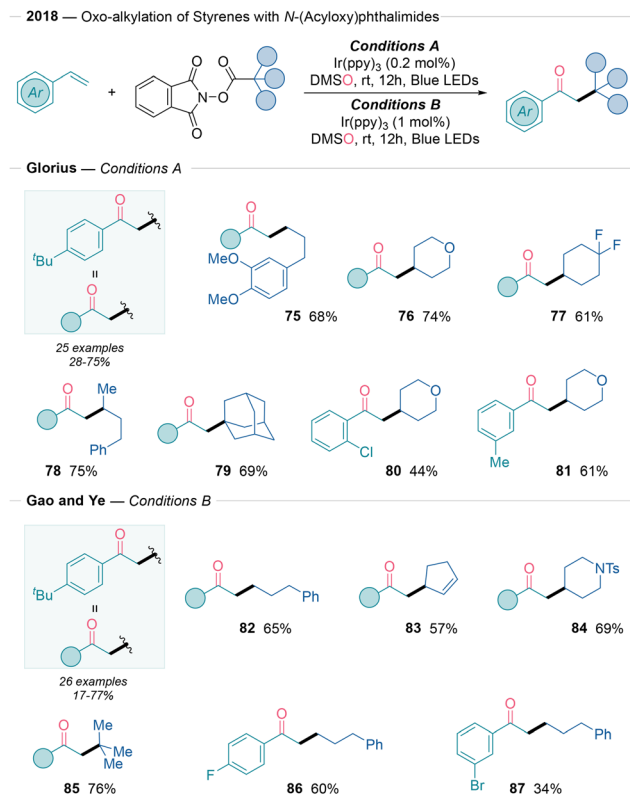 2018 — Oxo-alkylation of Styrenes with N-(Acyloxy)phthalimides
Ar
+
O
N
O
O
O
Conditions A
Ir(ppy)3 (0.2 mol%)
DMSO, rt, 12h, Blue LEDs
Conditions B
Ir(ppy)3 (1 mol%)
DMSO, rt, 12h, Blue LEDs
O
Ar
Glorius — Conditions A
O
tBu
=
O
25 examples
28-75%
O
MeO
MeO
75 68%
O
O
76 74%
O
F
F
77 61%
O
Me
Ph
78 75%
O
79 69%
O
O
Cl
80 44%
O
O
Me
81 61%
Gao and Ye — Conditions B
O
tBu
=
O
26 examples
17-77%
O
Ph
82 65%
O
83 57%
O
NTs
84 69%
O
Me
Me
Me
85 76%
O
F
Ph
86 60%
O
Br
Ph
87 34%